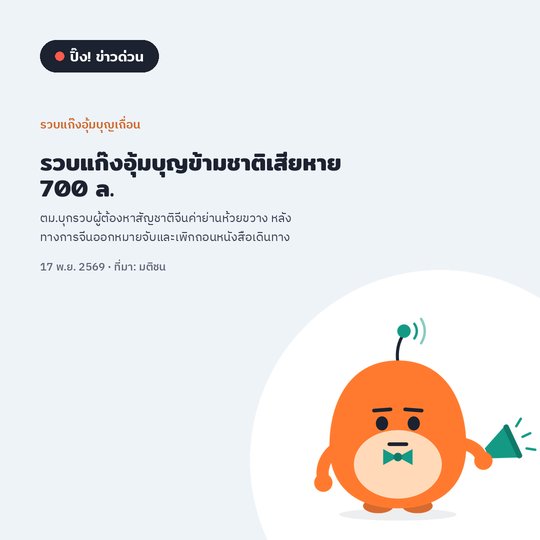 ปิ๊ง! ข่าวด่วน
รวบแก๊งอุ้มบุญเถื่อน
รวบแก๊งอุ้มบุญข้ามชาติเสียหาย
700 ล.
ตม.บุกรวบผู้ต้องหาสัญชาติจีนค่าย่านห้วยขวาง หลัง
ทางการจีนออกหมายจับและเพิกถอนหนังสือเดินทาง
17 พ.ย. 2569 · ที่มา: มติชน